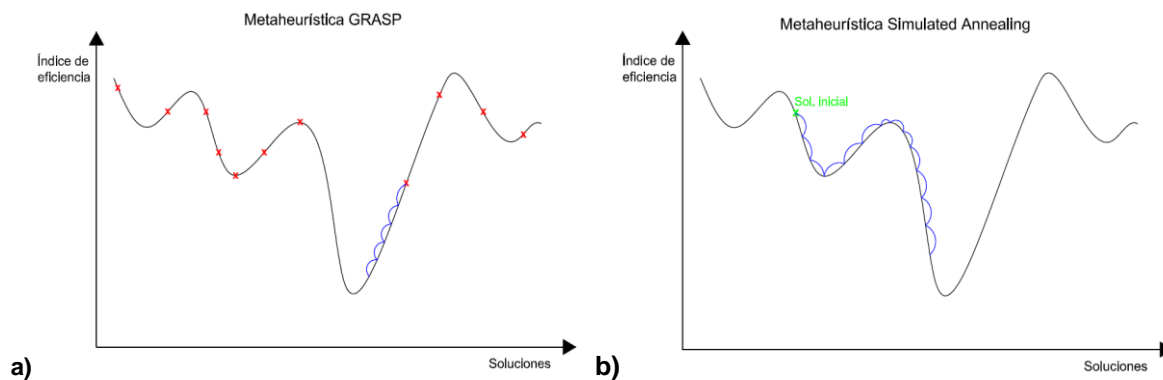 Metaheurística GRASP
Índice de
eficiencia
Soluciones
a)
Metaheurística Simulated Annealing
Índice de
eficiencia
Sol. inicial
Soluciones
b)